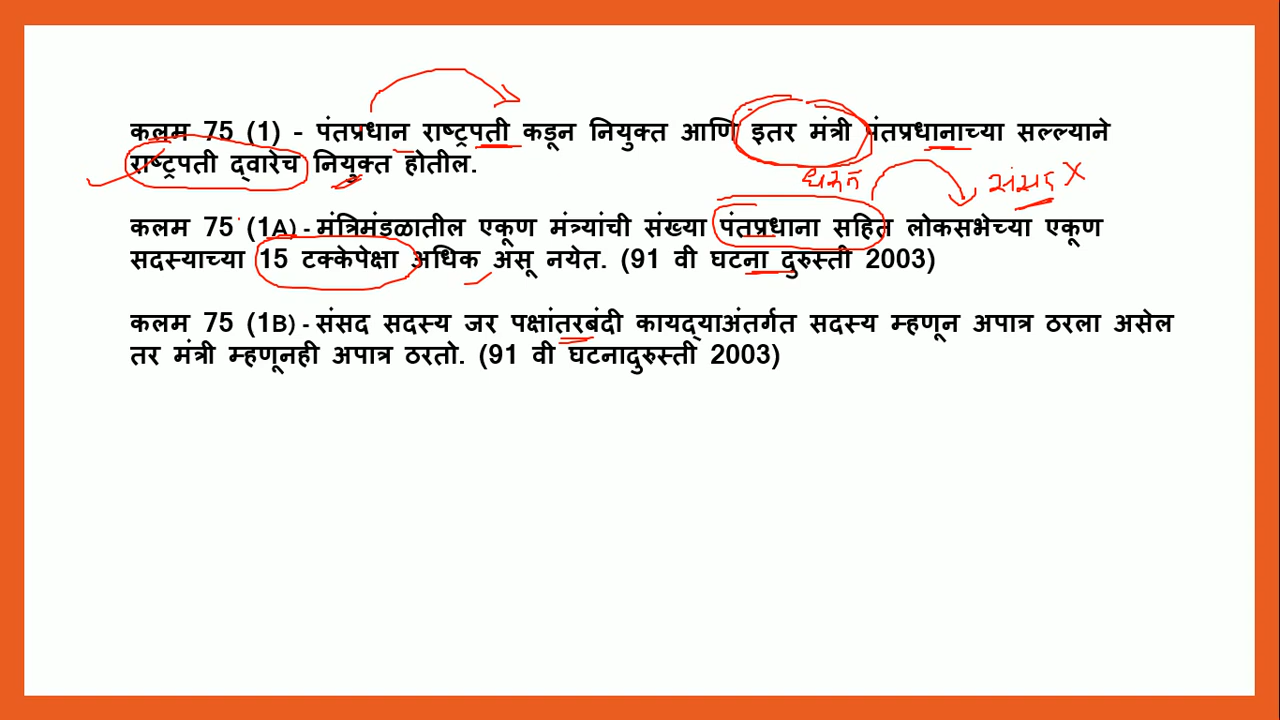 कलम 75 (1) - पंतप्रधान राष्ट्रपती कडून नियुक्त आणि इतर मंत्री पंतप्रधानाच्या सल्ल्याने
राष्ट्रपती द्वारेच नियुक्त होतील.
धरून
संसद X
कलम 75 (1A) - मंत्रिमंडळातील एकूण मंत्र्यांची संख्या पंतप्रधाना सहित लोकसभेच्या एकूण
सदस्याच्या 15 टक्केपेक्षा अधिक असू नयेत. (91 वी घटना दुरुस्ती 2003)
कलम 75 (1B) - संसद सदस्य जर पक्षांतरबंदी कायद्याअंतर्गत सदस्य म्हणून अपात्र ठरला असेल
तर मंत्री म्हणूनही अपात्र ठरतो. (91 वी घटनादुरुस्ती 2003)